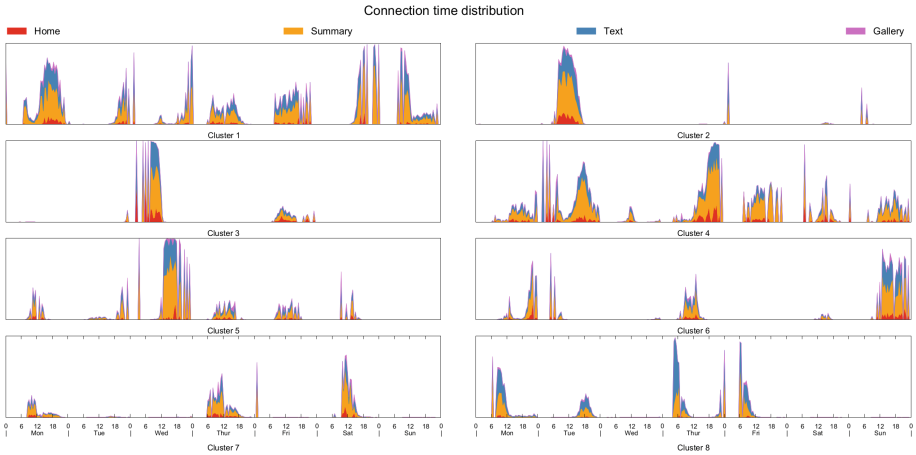 Connection time distribution
Home Summary Text Gallery
Cluster 1 Cluster 2
Cluster 3 Cluster 4
Cluster 5 Cluster 6
0 6 12 18 0 6 12 18 0 6 12 18 0 6 12 18 0 6 12 18 0 6 12 18 0 6 12 18 0 0 6 12 18 0 6 12 18 0 6 12 18 0 6 12 18 0 6 12 18 0 6 12 18 0 6 12 18 0
| Mon | Tue | Wed | Thur | Fri | Sat | Sun | | Mon | Tue | Wed | Thur | Fri | Sat | Sun |
Cluster 7 Cluster 8